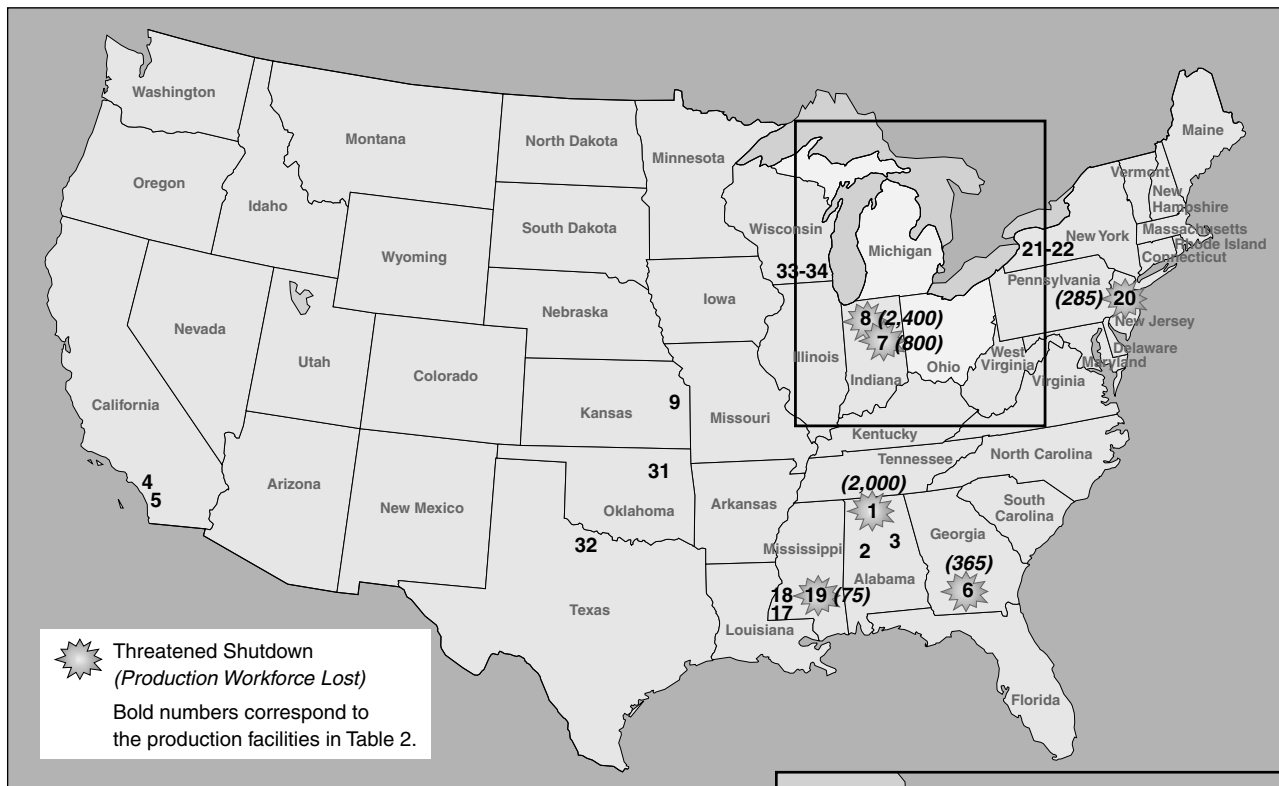 Washington
Montana
North Dakota
Minnesota
Maine
Oregon
Idaho
South Dakota
Wisconsin
Michigan
Vermont
New
Hampshire
New York
Massachusetts
Rhode Island
Connecticut
21-22
Wyoming
33-34
Pennsylvania
(285) 20
New Jersey
Nevada
Nebraska
Iowa
8 (2,400)
7 (800)
Utah
Colorado
Illinois
Indiana
Ohio
West
Virginia
Delaware
Maryland
Virginia
California
Kansas
9
Missouri
Kentucky
4
5
Arizona
New Mexico
31
Oklahoma
Arkansas
Tennessee
North Carolina
(2,000)
1
South
Carolina
32
Mississippi
2
3
Georgia
(365)
6
Alabama
Texas
18 19 (75)
17
Louisiana
Florida
Threatened Shutdown
(Production Workforce Lost)
Bold numbers correspond to
the production facilities in Table 2.